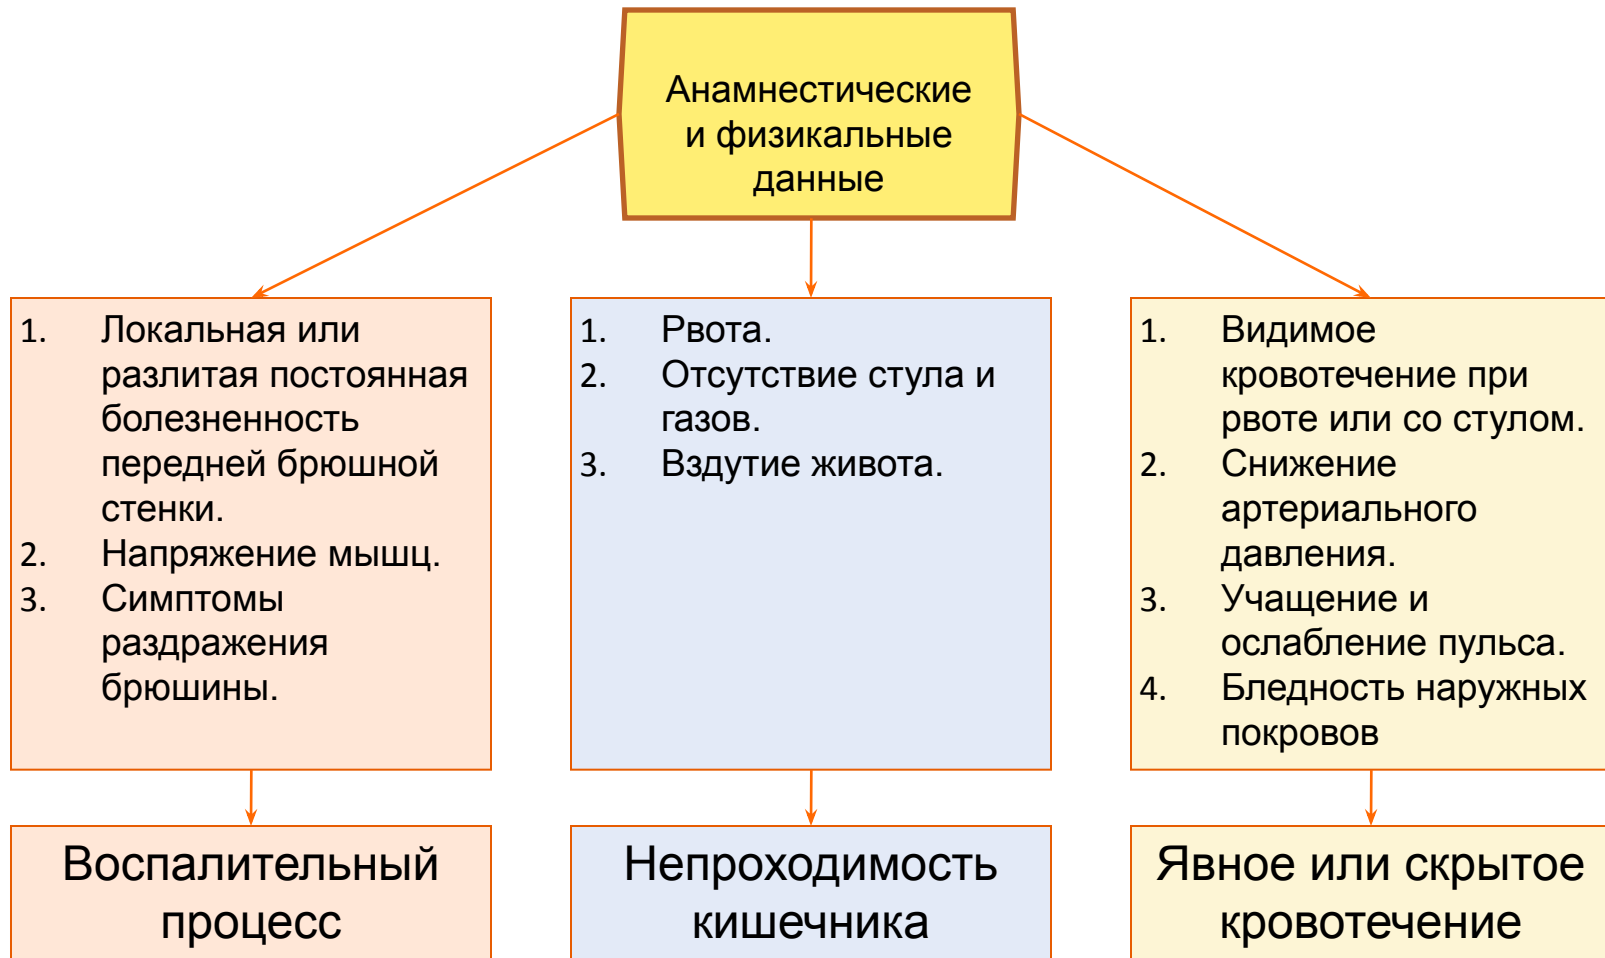 Анамнестические
и физикальные
данные
1. Локальная или
разлитая постоянная
болезненность
передней брюшной
стенки.
2. Напряжение мышц.
3. Симптомы
раздражения
брюшины.
1. Рвота.
2. Отсутствие стула и
газов.
3. Вздутие живота.
1. Видимое
кровотечение при
рвоте или со стулом.
2. Снижение
артериального
давления.
3. Учащение и
ослабление пульса.
4. Бледность наружных
покровов
Воспалительный
процесс
Непроходимость
кишечника
Явное или скрытое
кровотечение